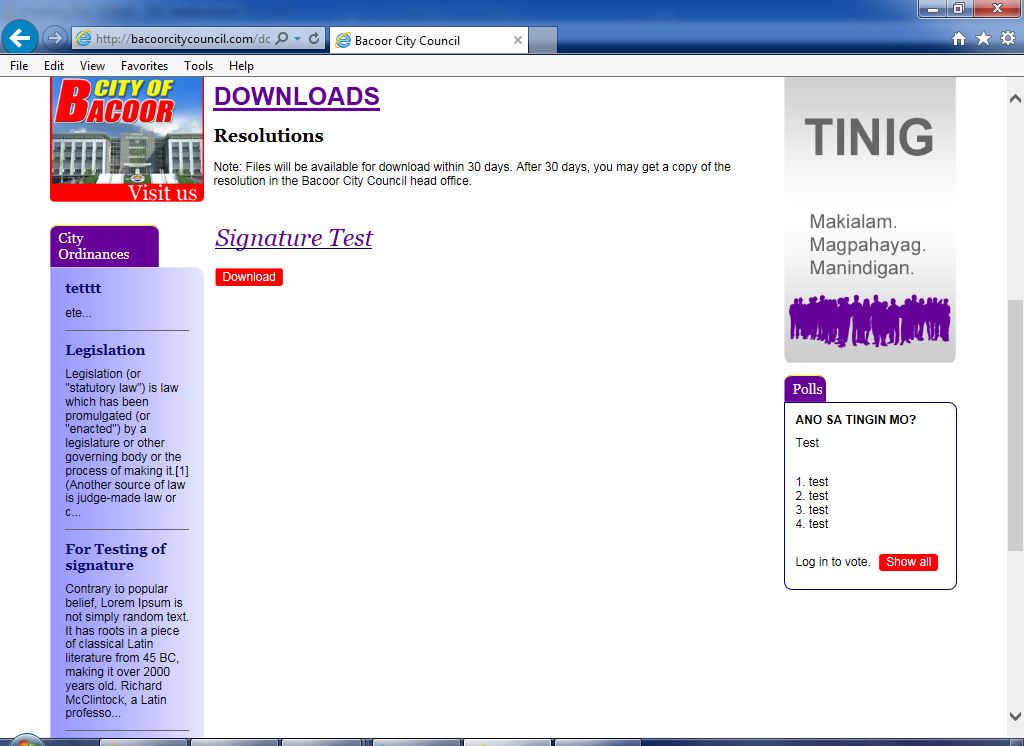 http://bacoorcitycouncil.com/dc
Bacoor City Council
File Edit View Favorites Tools Help
CITY OF
BACOOR
Visit us
City
Ordinances
tetttt
ete...
Legislation
Legislation (or
"statutory law") is law
which has been
promulgated (or
"enacted") by a
legislature or other
governing body or the
process of making it.[1]
(Another source of law
is judge-made law or
c...
For Testing of
signature
Contrary to popular
belief, Lorem Ipsum is
not simply random text.
It has roots in a piece
of classical Latin
literature from 45 BC,
making it over 2000
years old. Richard
McClintock, a Latin
professo...
DOWNLOADS
Resolutions
Note: Files will be available for download within 30 days. After 30 days, you may get a copy of the
resolution in the Bacoor City Council head office.
Signature Test
Download
TINIG
Makialam.
Magpahayag.
Manindigan.
Polls
ANO SA TINGIN MO?
Test
1. test
2. test
3. test
4. test
Log in to vote. Show all